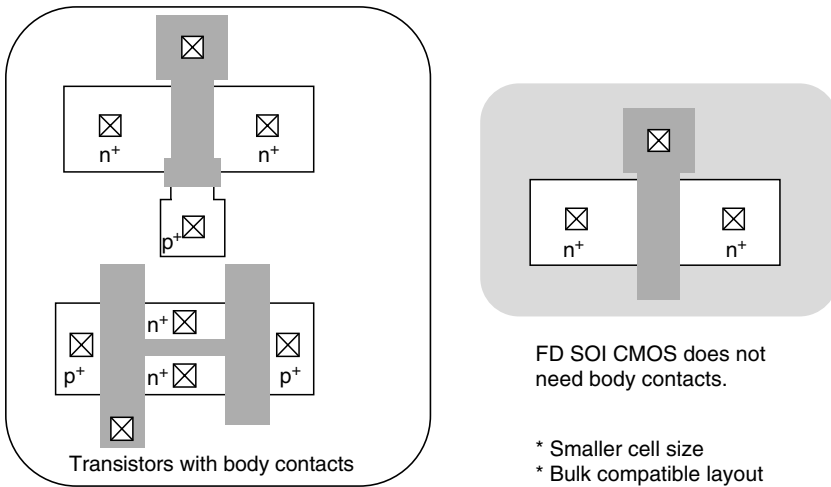 n⁺ n⁺
p⁺
n⁺
n⁺
p⁺ p⁺
Transistors with body contacts
n⁺ n⁺
FD SOI CMOS does not
need body contacts.
* Smaller cell size
* Bulk compatible layout